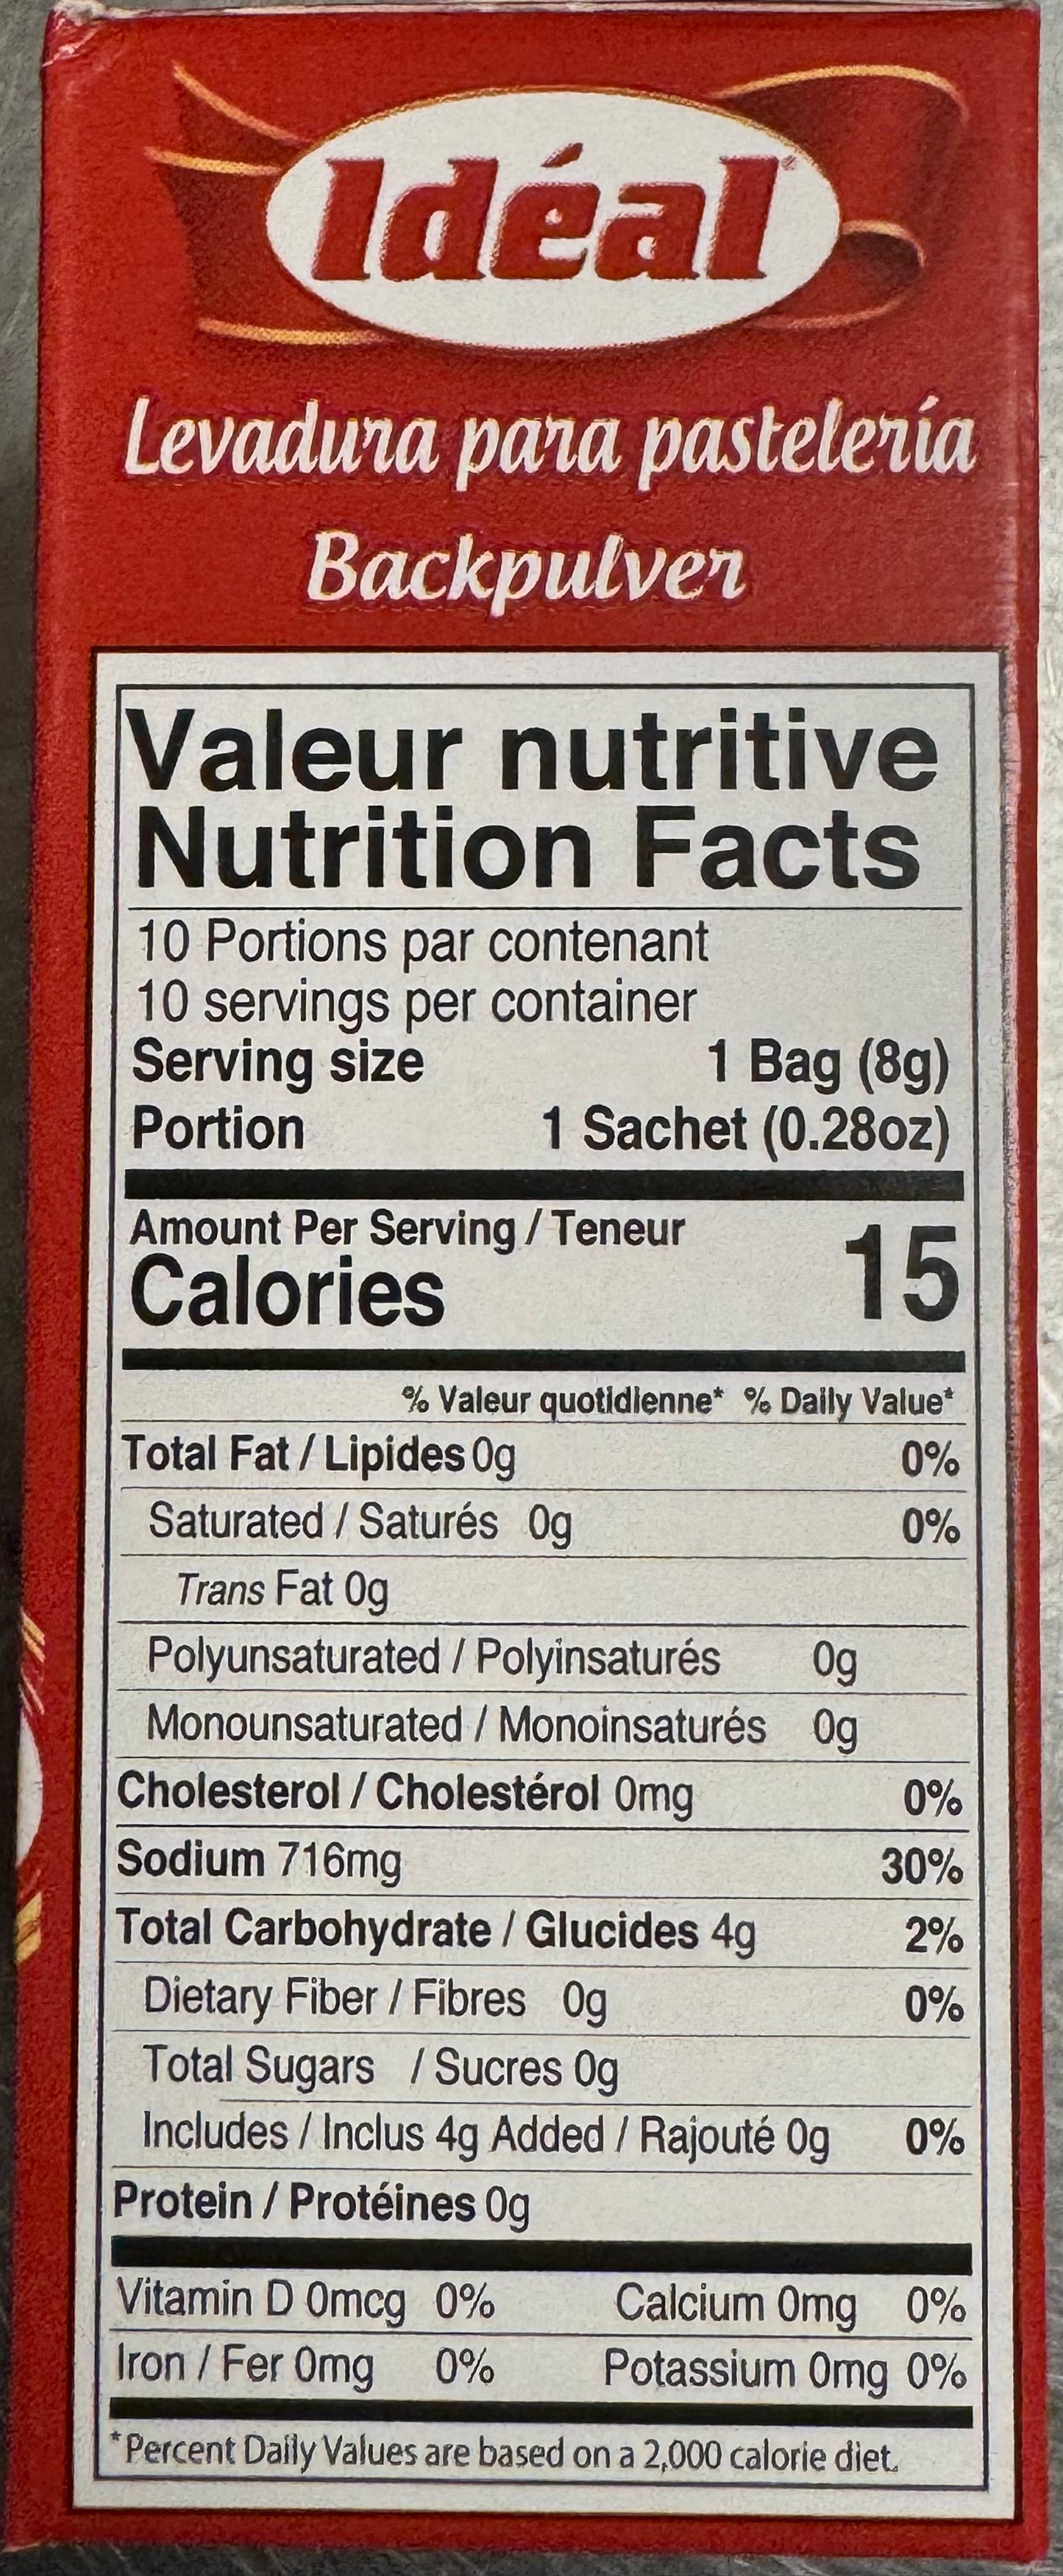 Idéal®
Levadura para pastelería
Backpulver
Valeur nutritive
Nutrition Facts
10 Portions par contenant
10 servings per container
Serving size 1 Bag (8g)
Portion 1 Sachet (0.28oz)
Amount Per Serving / Teneur
Calories 15
% Valeur quotidienne* % Daily Value*
Total Fat / Lipides 0g 0%
Saturated / Saturés 0g 0%
Trans Fat 0g
Polyunsaturated / Polyinsaturés 0g
Monounsaturated / Monoinsaturés 0g
Cholesterol / Cholestérol 0mg 0%
Sodium 716mg 30%
Total Carbohydrate / Glucides 4g 2%
Dietary Fiber / Fibres 0g 0%
Total Sugars / Sucres 0g
Includes / Inclus 4g Added / Rajouté 0g 0%
Protein / Protéines 0g
Vitamin D 0mcg 0% Calcium 0mg 0%
Iron / Fer 0mg 0% Potassium 0mg 0%
*Percent Daily Values are based on a 2,000 calorie diet.